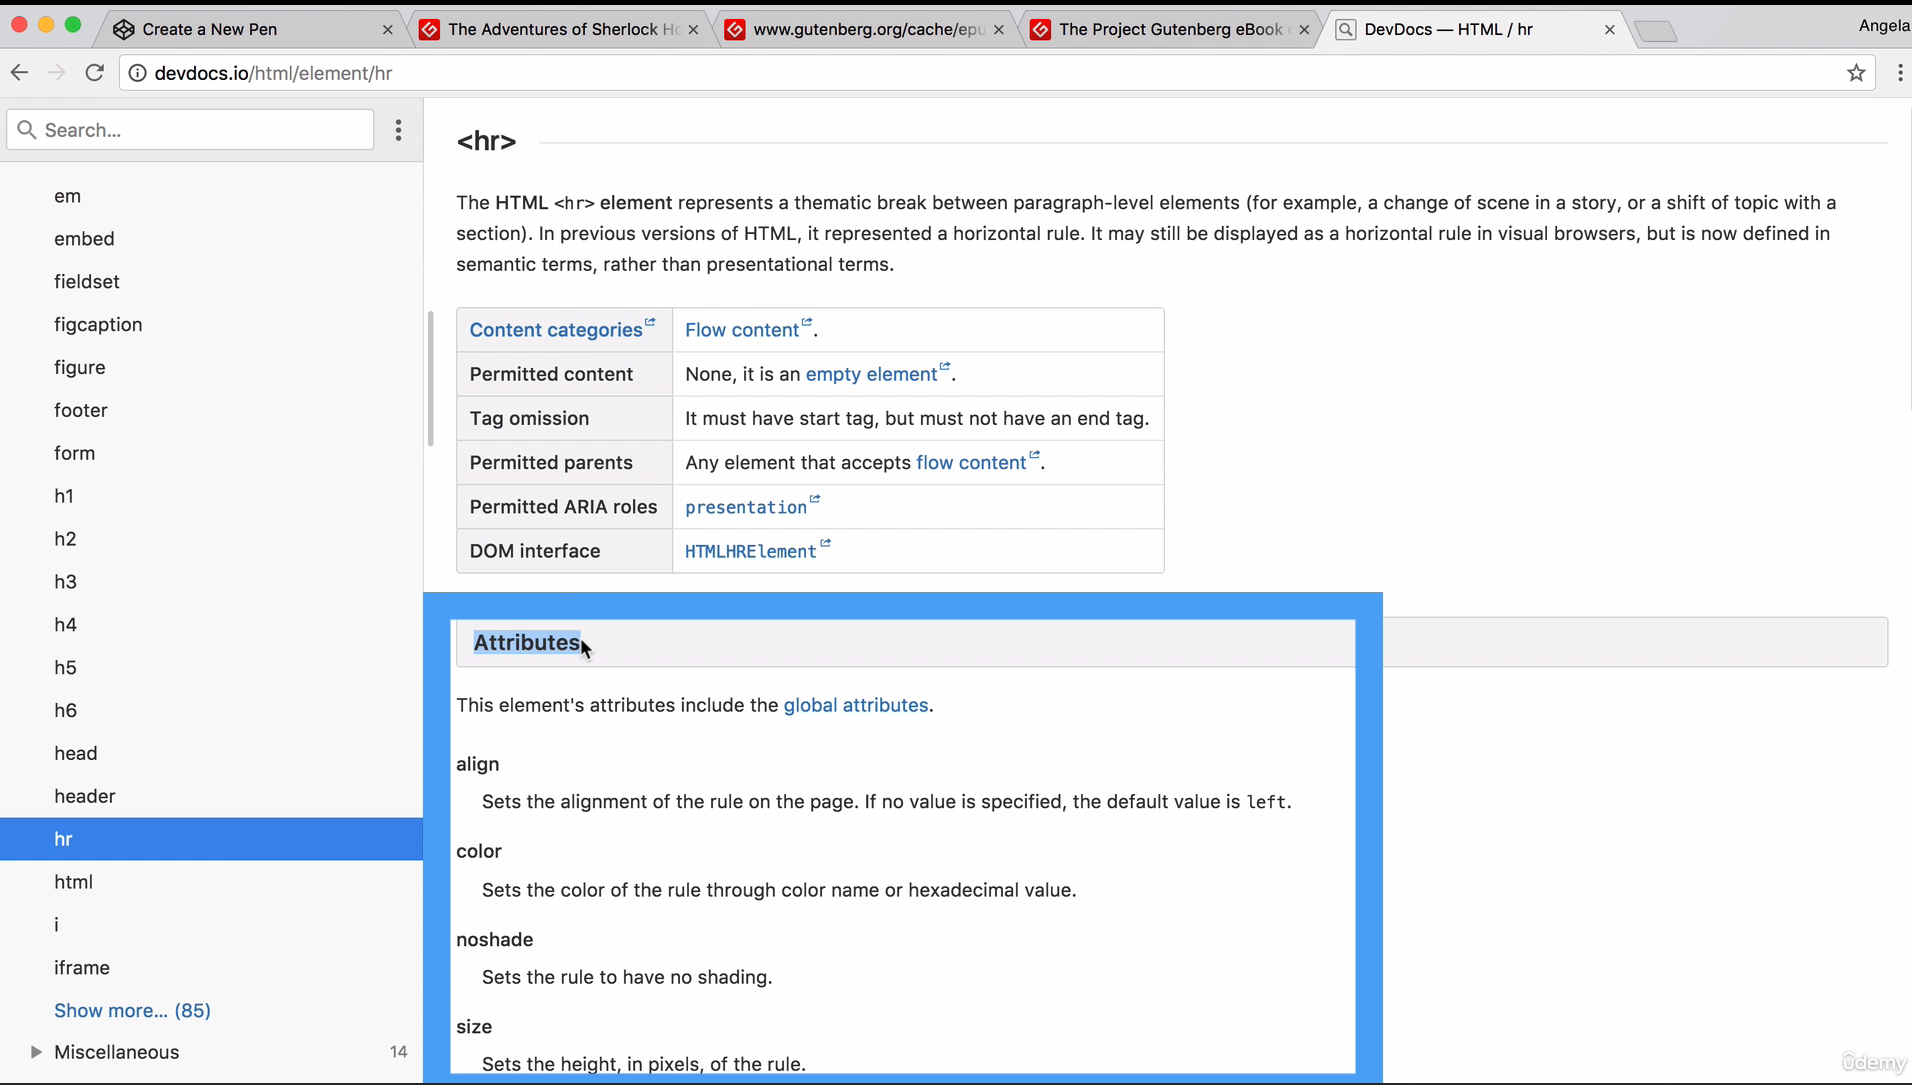 Create a New Pen
The Adventures of Sherlock Ho
www.gutenberg.org/cache/epu
The Project Gutenberg eBook o
DevDocs — HTML / hr
Angela
devdocs.io/html/element/hr
Search...
em
embed
fieldset
figcaption
figure
footer
form
h1
h2
h3
h4
h5
h6
head
header
hr
html
i
iframe
Show more… (85)
Miscellaneous 14
<hr>
The HTML <hr> element represents a thematic break between paragraph-level elements (for example, a change of scene in a story, or a shift of topic with a
section). In previous versions of HTML, it represented a horizontal rule. It may still be displayed as a horizontal rule in visual browsers, but is now defined in
semantic terms, rather than presentational terms.
Content categories Flow content.
Permitted content None, it is an empty element.
Tag omission It must have start tag, but must not have an end tag.
Permitted parents Any element that accepts flow content.
Permitted ARIA roles presentation
DOM interface HTMLHRElement
Attributes
This element's attributes include the global attributes.
align
Sets the alignment of the rule on the page. If no value is specified, the default value is left.
color
Sets the color of the rule through color name or hexadecimal value.
noshade
Sets the rule to have no shading.
size
Sets the height, in pixels, of the rule.
ûdemy